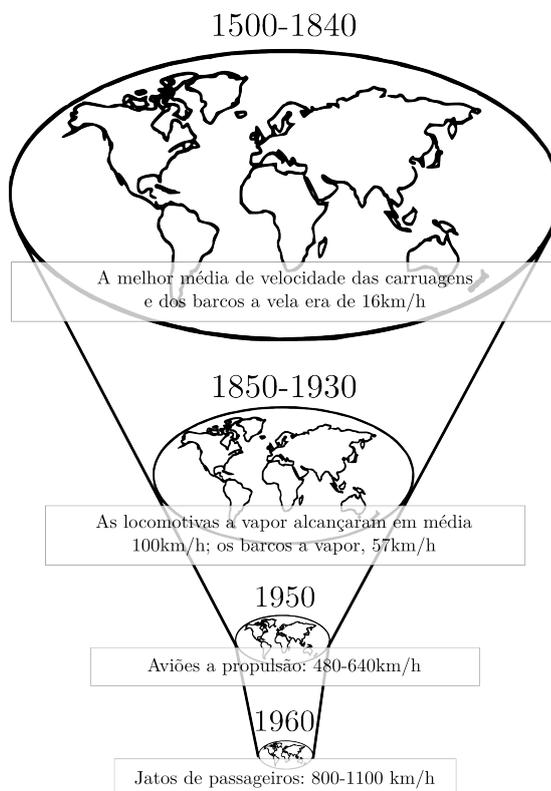 1500-1840
A melhor média de velocidade das carruagens
e dos barcos a vela era de 16km/h
1850-1930
As locomotivas a vapor alcançaram em média
100km/h; os barcos a vapor, 57km/h
1950
Aviões a propulsão: 480-640km/h
1960
Jatos de passageiros: 800-1100 km/h